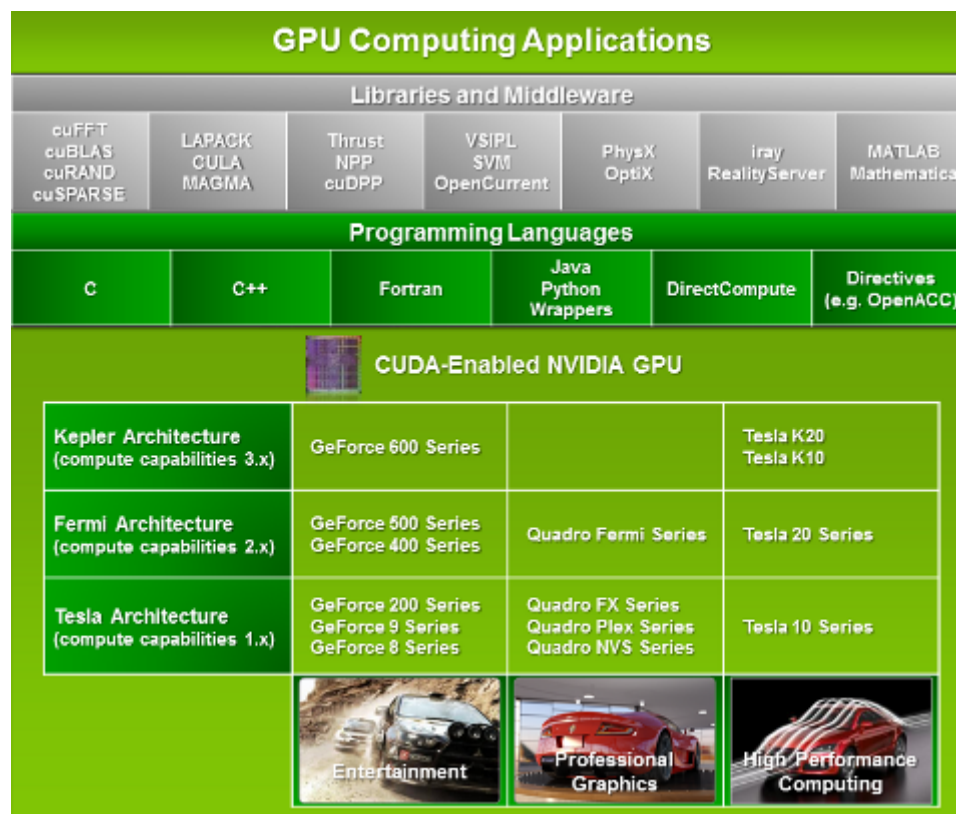 GPU Computing Applications
Libraries and Middleware
cuFFT
cuBLAS
cuRAND
cuSPARSE
LAPACK
CULA
MAGMA
Thrust
NPP
cuDPP
VSIPL
SVM
OpenCurrent
PhysX
OptiX
iray
RealityServer
MATLAB
Mathematica
Programming Languages
C
C++
Fortran
Java
Python
Wrappers
DirectCompute
Directives
(e.g. OpenACC)
CUDA-Enabled NVIDIA GPU
Kepler Architecture
(compute capabilities 3.x)
GeForce 600 Series
Tesla K20
Tesla K10
Fermi Architecture
(compute capabilities 2.x)
GeForce 500 Series
GeForce 400 Series
Quadro Fermi Series
Tesla 20 Series
Tesla Architecture
(compute capabilities 1.x)
GeForce 200 Series
GeForce 9 Series
GeForce 8 Series
Quadro FX Series
Quadro Plex Series
Quadro NVS Series
Tesla 10 Series
Entertainment
Professional
Graphics
High Performance
Computing